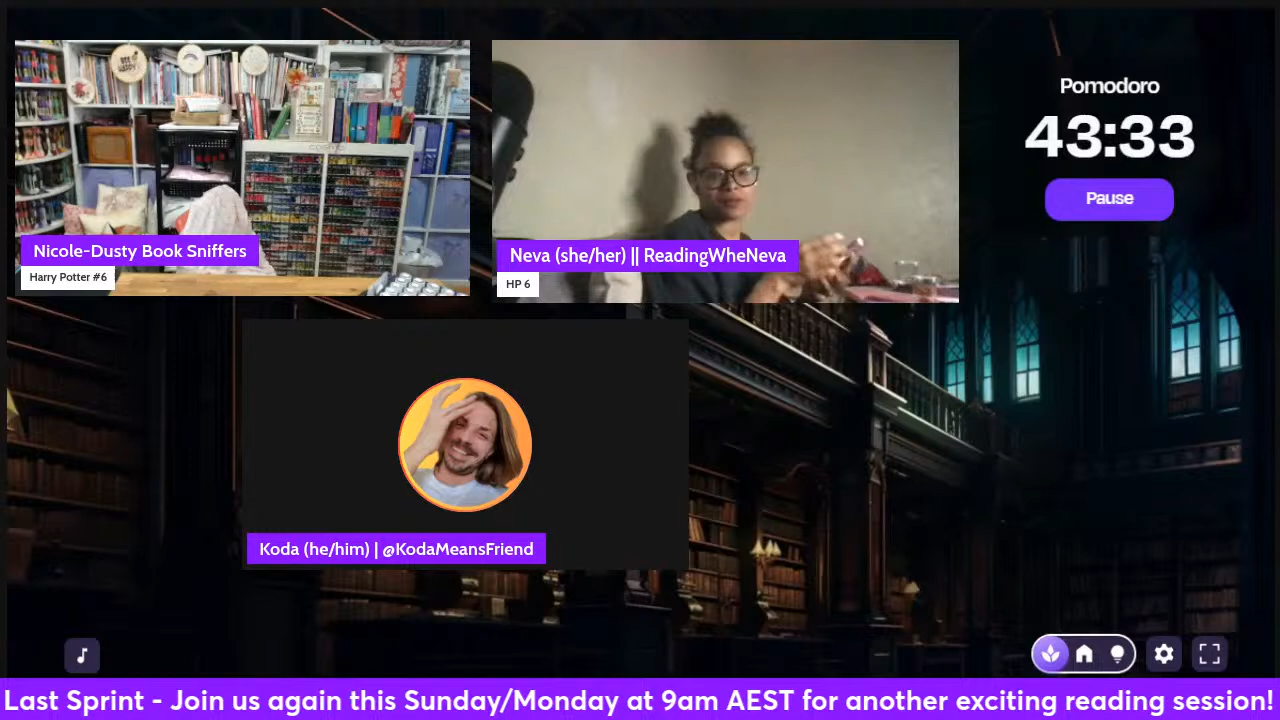 Nicole-Dusty Book Sniffers
Harry Potter #6
Neva (she/her) || ReadingWheNeva
HP 6
Pomodoro
43:33
Pause
Koda (he/him) | @KodaMeansFriend
Last Sprint - Join us again this Sunday/Monday at 9am AEST for another exciting reading session!